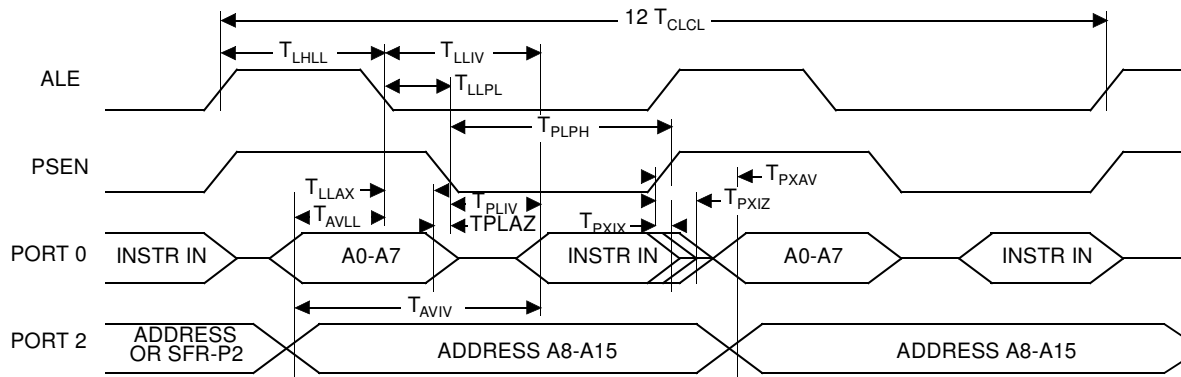 12 TCLCL
TLHLL TLLIV
ALE
TLLPL
TPLPH
PSEN
TLLAX TPXAV
TPLIV TPXIZ
TAVLL TPLAZ TPXIX
PORT 0 INSTR IN A0-A7 INSTR IN A0-A7 INSTR IN
TAVIV
PORT 2 ADDRESS
OR SFR-P2 ADDRESS A8-A15 ADDRESS A8-A15